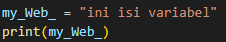 my_Web_ = "ini isi variabel"
print(my_Web_)